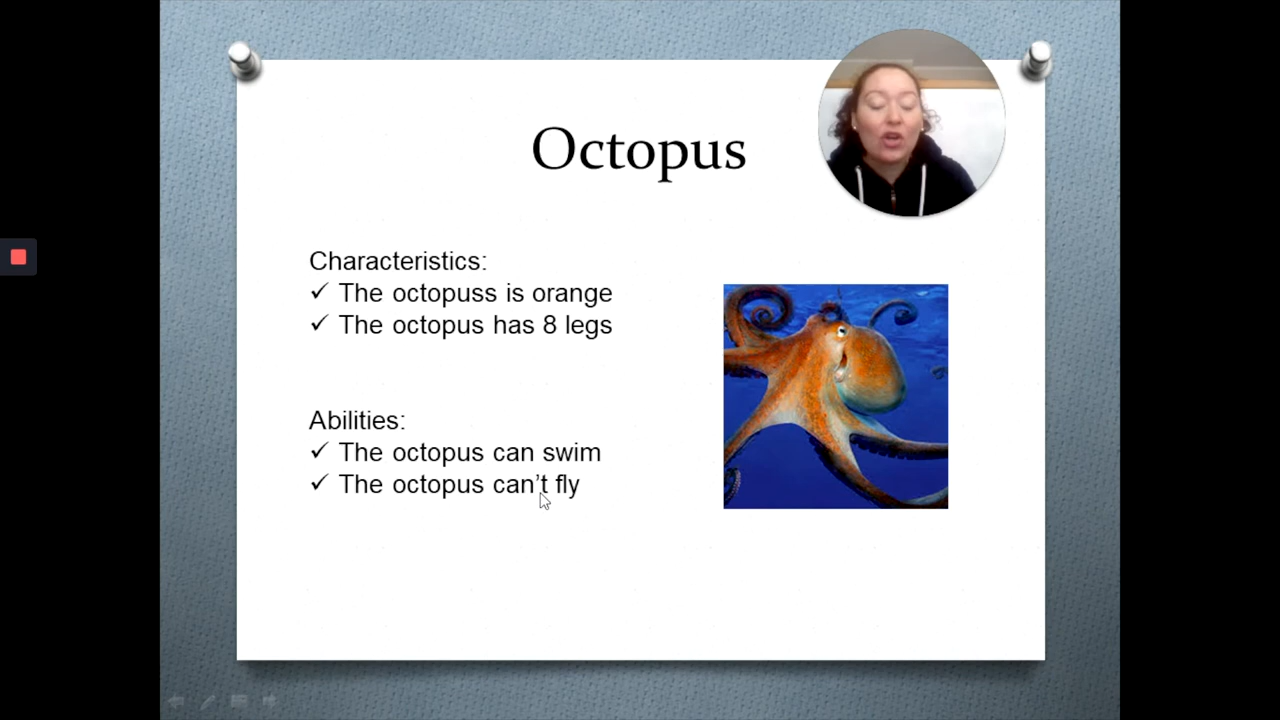 Octopus
Characteristics:
✓ The octopuss is orange
✓ The octopus has 8 legs
Abilities:
✓ The octopus can swim
✓ The octopus can't fly